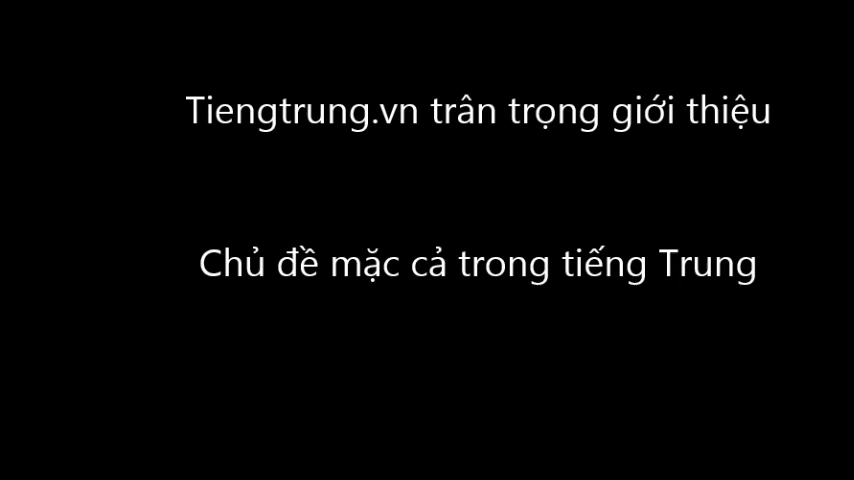 Tiengtrung.vn trân trọng giới thiệu
Chủ đề mặc cả trong tiếng Trung